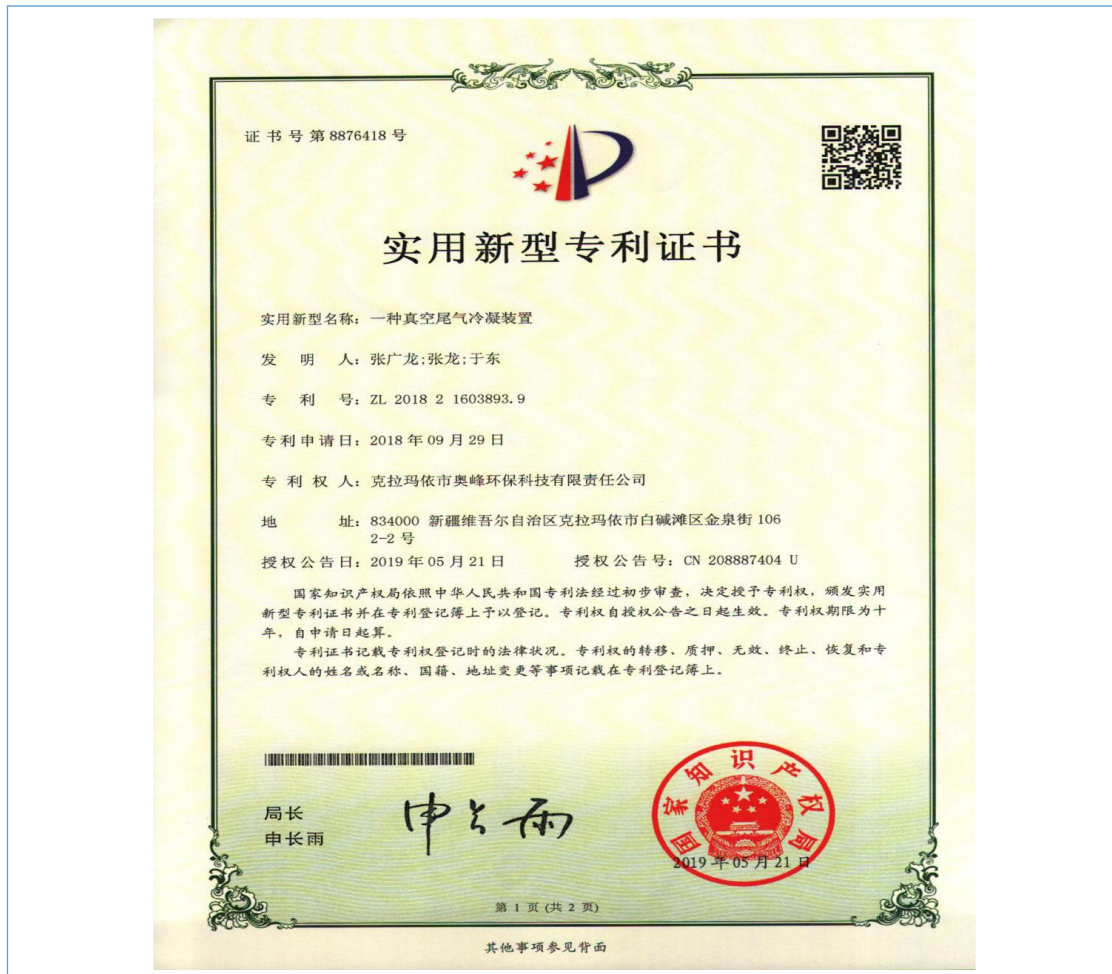 证书号第8876418号
实用新型专利证书
实用新型名称：一种真空尾气冷凝装置
发明人：张广龙;张龙;于东
专利号：ZL 2018 2 1603893.9
专利申请日：2018年09月29日
专利权人：克拉玛依市奥峰环保科技有限责任公司
地址：834000 新疆维吾尔自治区克拉玛依市白碱滩区金泉街106
2-2号
授权公告日：2019年05月21日 授权公告号：CN 208887404 U
国家知识产权局依照中华人民共和国专利法经过初步审查，决定授予专利权，颁发实用
新型专利证书并在专利登记簿上予以登记。专利权自授权公告之日起生效。专利权期限为十
年，自申请日起算。
专利证书记载专利权登记时的法律状况。专利权的转移、质押、无效、终止、恢复和专
利权人的姓名或名称、国籍、地址变更等事项记载在专利登记簿上。
局长
申长雨
申长雨
国家知识产权局
2019年05月21日
第 1 页 (共 2 页)
其他事项参见背面